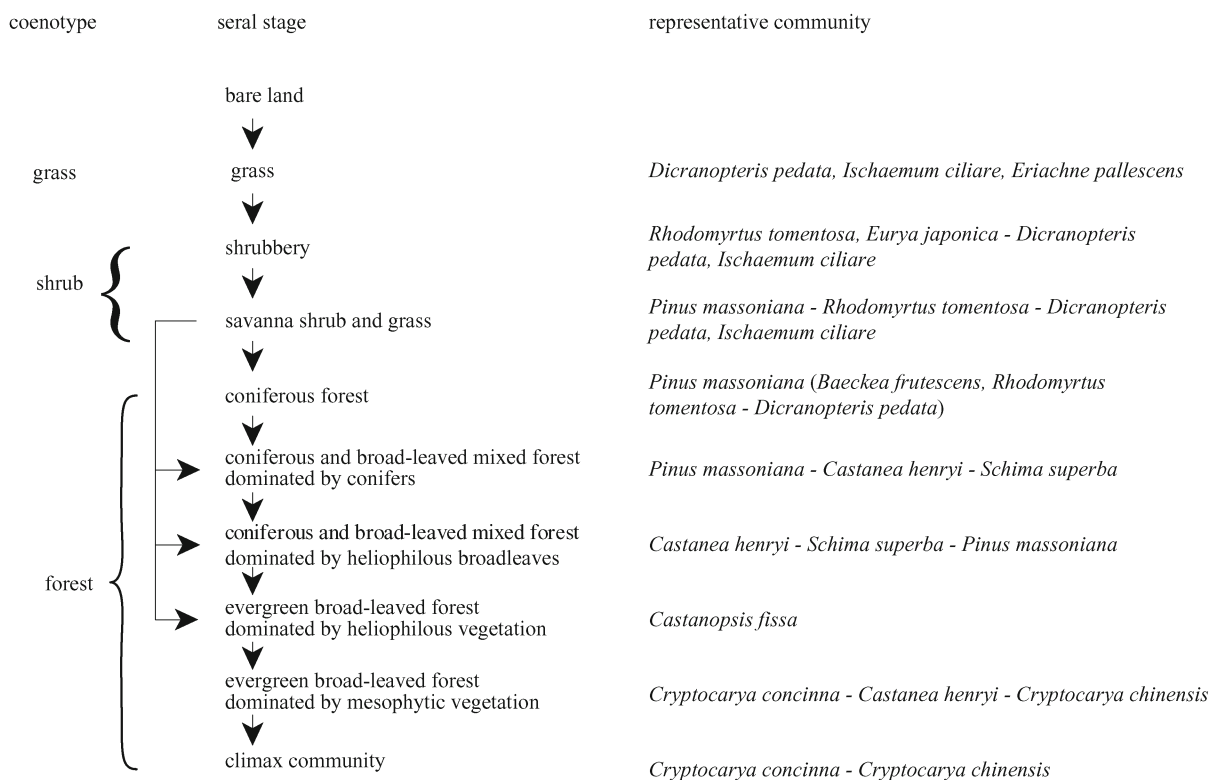 coenotype seral stage representative community
bare land
grass grass Dicranopteris pedata, Ischaemum ciliare, Eriachne pallescens
shrubbery Rhodomyrtus tomentosa, Eurya japonica - Dicranopteris
pedata, Ischaemum ciliare
shrub
savanna shrub and grass Pinus massoniana - Rhodomyrtus tomentosa - Dicranopteris
pedata, Ischaemum ciliare
coniferous forest Pinus massoniana (Baeckea frutescens, Rhodomyrtus
tomentosa - Dicranopteris pedata)
coniferous and broad-leaved mixed forest
dominated by conifers Pinus massoniana - Castanea henryi - Schima superba
coniferous and broad-leaved mixed forest
dominated by heliophilous broadleaves Castanea henryi - Schima superba - Pinus massoniana
forest
evergreen broad-leaved forest
dominated by heliophilous vegetation Castanopsis fissa
evergreen broad-leaved forest
dominated by mesophytic vegetation Cryptocarya concinna - Castanea henryi - Cryptocarya chinensis
climax community Cryptocarya concinna - Cryptocarya chinensis